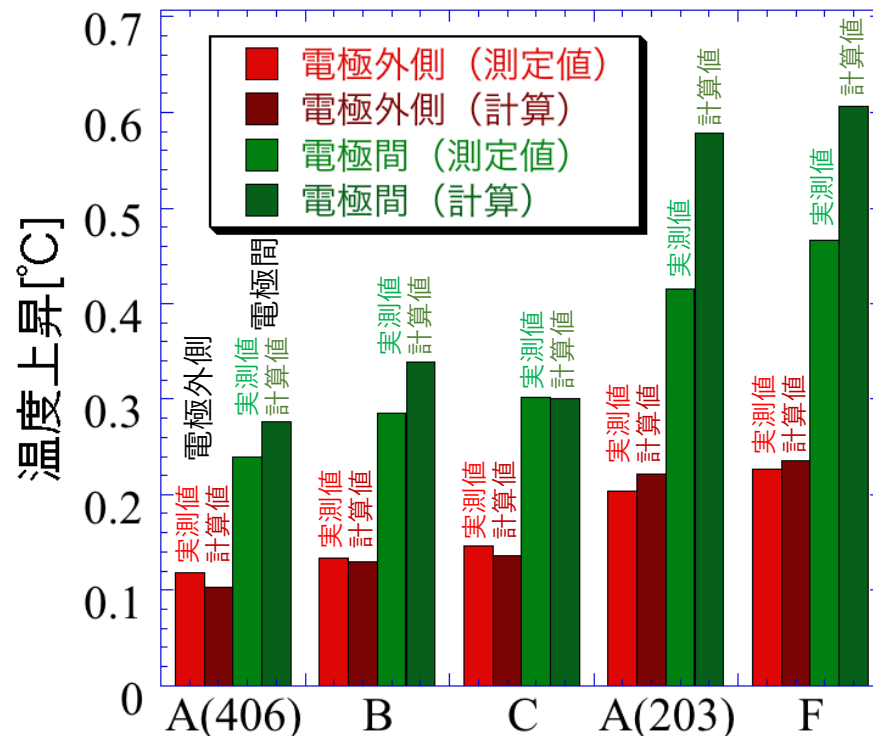 温度上昇[℃]
0.7
0.6
0.5
0.4
0.3
0.2
0.1
0
電極外側（測定値）
電極外側（計算）
電極間（測定値）
電極間（計算）
電極外側
電極間
実測値
計算値
実測値
計算値
実測値
計算値
実測値
計算値
実測値
計算値
実測値
計算値
実測値
計算値
実測値
計算値
実測値
計算値
実測値
計算値
A(406)
B
C
A(203)
F